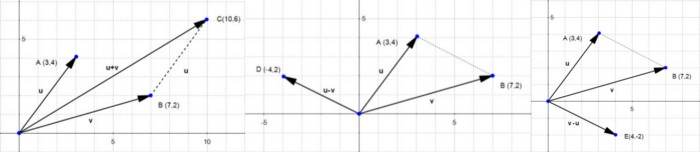 C(10,6)
5
A (3,4)
u+v
u
u
B (7,2)
v
5
10
5
A (3,4)
D (-4,2)
u
B (7,2)
u-v
v
-5
5
5
A (3,4)
u
B (7,2)
v
5
v-u
E(4,-2)